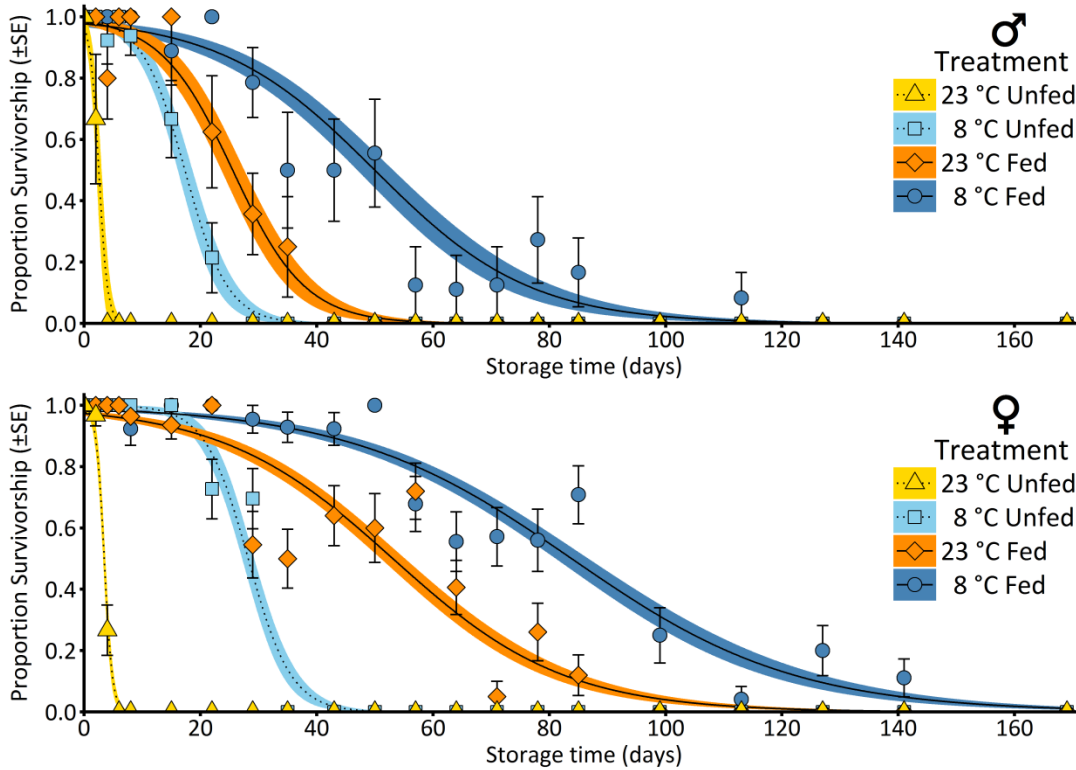 ♂
Treatment
23 °C Unfed
8 °C Unfed
23 °C Fed
8 °C Fed
Proportion Survivorship (±SE)
1.0
0.8
0.6
0.4
0.2
0.0
0 20 40 60 80 100 120 140 160
Storage time (days)
♀
Treatment
23 °C Unfed
8 °C Unfed
23 °C Fed
8 °C Fed
Proportion Survivorship (±SE)
1.0
0.8
0.6
0.4
0.2
0.0
0 20 40 60 80 100 120 140 160
Storage time (days)